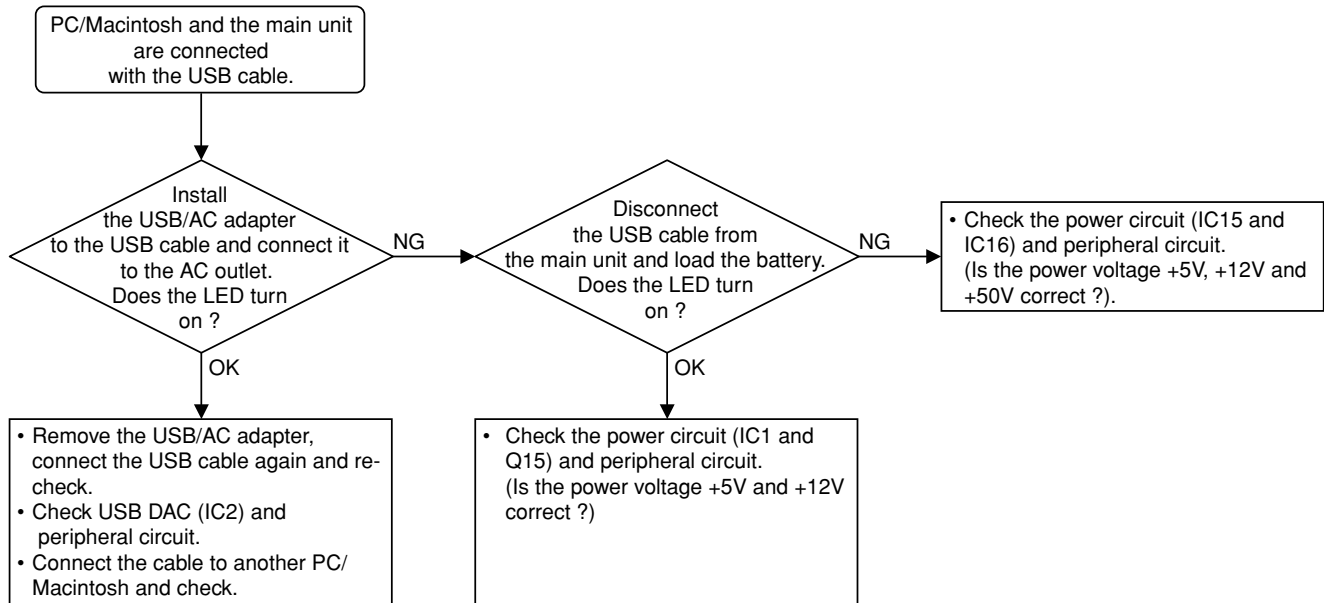 PC/Macintosh and the main unit
are connected
with the USB cable.
Install
the USB/AC adapter
to the USB cable and connect it
to the AC outlet.
Does the LED turn
on ?
NG
OK
Disconnect
the USB cable from
the main unit and load the battery.
Does the LED turn
on ?
NG
OK
• Check the power circuit (IC15 and
IC16) and peripheral circuit.
(Is the power voltage +5V, +12V and
+50V correct ?).
• Remove the USB/AC adapter,
connect the USB cable again and re-
check.
• Check USB DAC (IC2) and
peripheral circuit.
• Connect the cable to another PC/
Macintosh and check.
• Check the power circuit (IC1 and
Q15) and peripheral circuit.
(Is the power voltage +5V and +12V
correct ?)